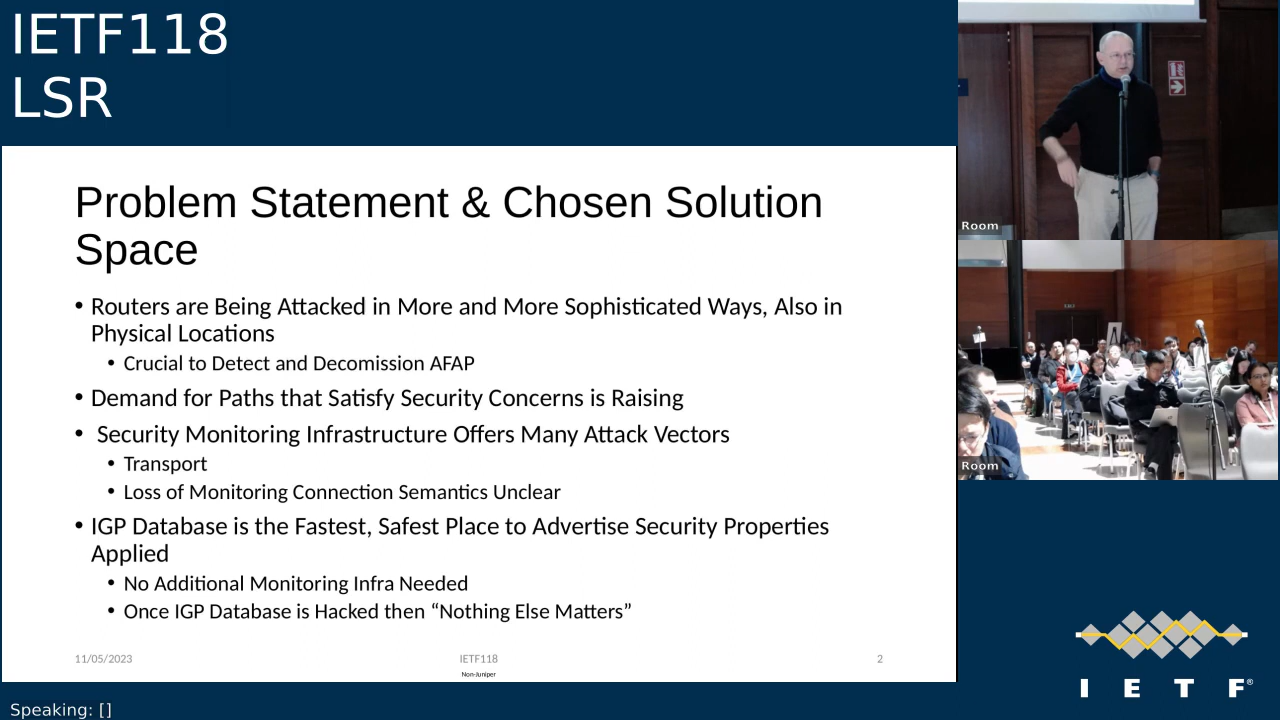 IETF118
LSR
Problem Statement & Chosen Solution
Space
• Routers are Being Attacked in More and More Sophisticated Ways, Also in
Physical Locations
• Crucial to Detect and Decomission AFAP
• Demand for Paths that Satisfy Security Concerns is Raising
• Security Monitoring Infrastructure Offers Many Attack Vectors
• Transport
• Loss of Monitoring Connection Semantics Unclear
• IGP Database is the Fastest, Safest Place to Advertise Security Properties
Applied
• No Additional Monitoring Infra Needed
• Once IGP Database is Hacked then “Nothing Else Matters”
11/05/2023
IETF118
2
Non-Juniper
Speaking: []
Room
Room
I E T F®